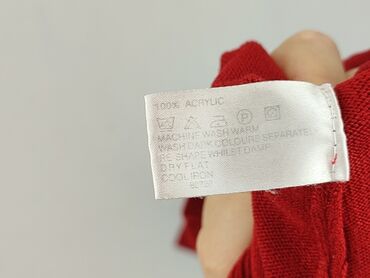 100% ACRYLIC
MACHINE WASH WARM
WASH DARK COLOURS SEPARATELY
RE SHAPE WHILST DAMP
DRY FLAT
COOL IRON